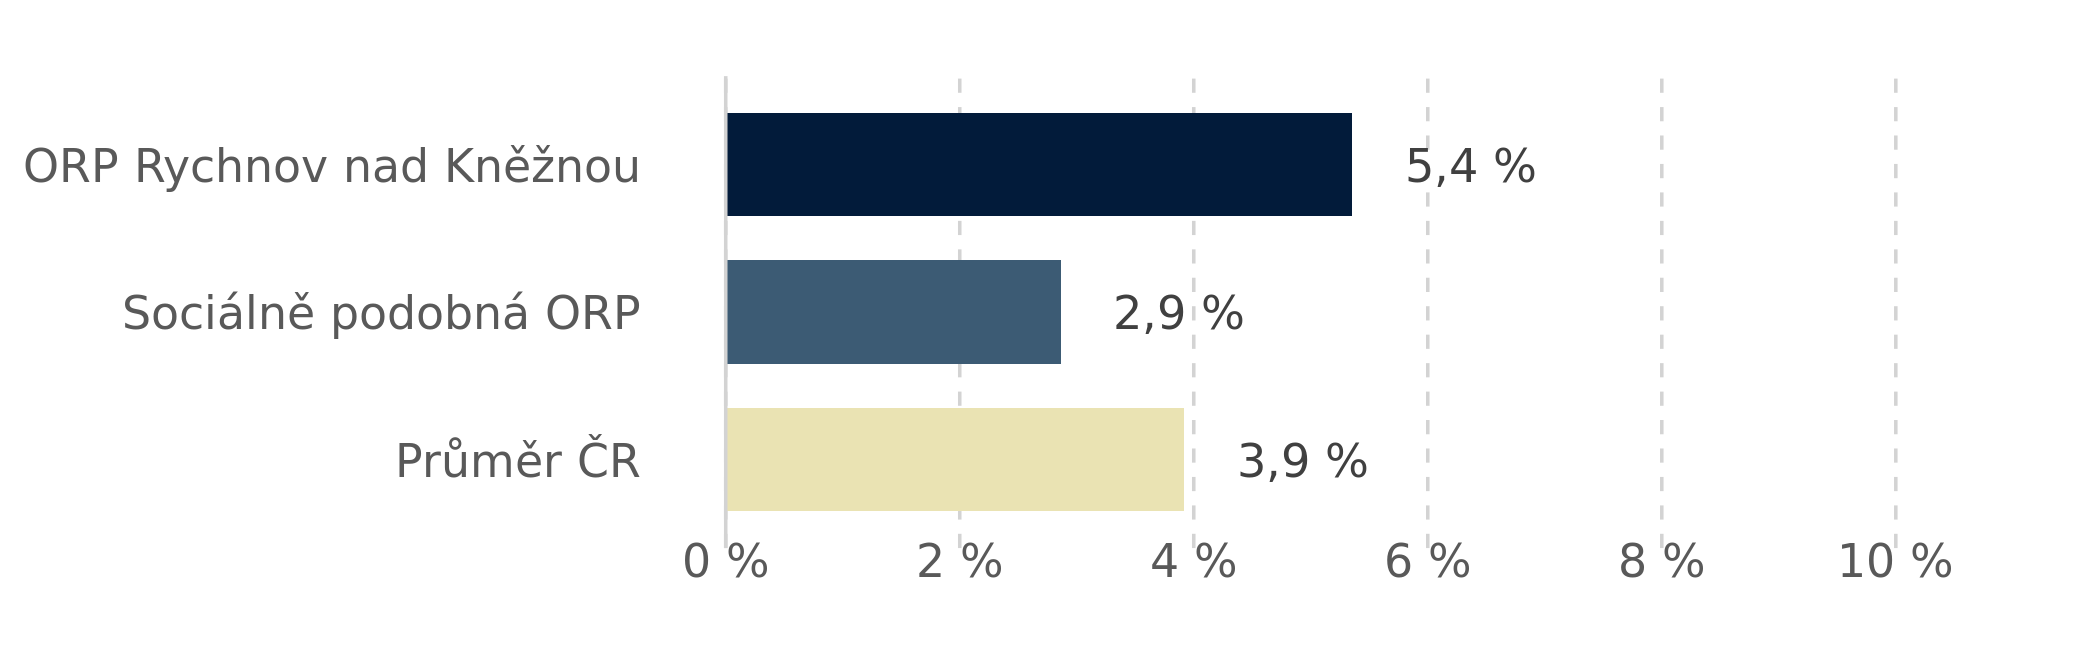 ORP Rychnov nad Kněžnou
5,4 %
Sociálně podobná ORP
2,9 %
Průměr ČR
3,9 %
0 % 2 % 4 % 6 % 8 % 10 %